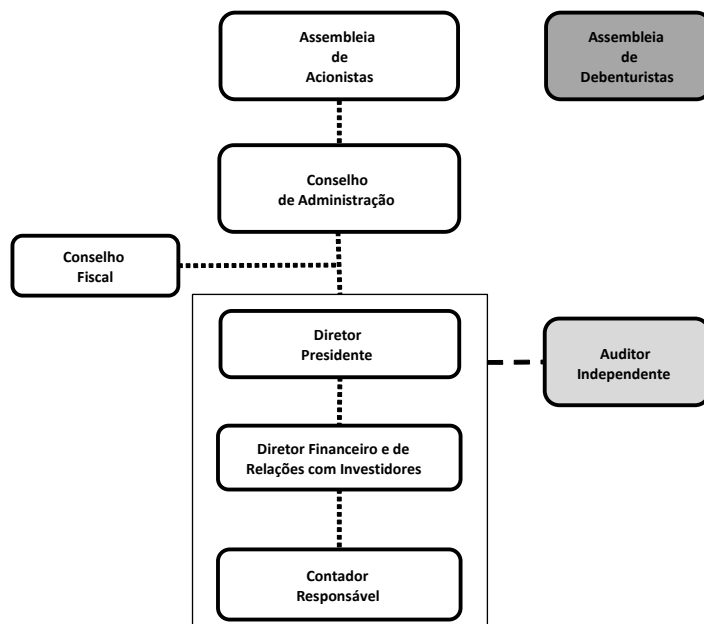 Assembleia
de
Acionistas
Assembleia
de
Debenturistas
Conselho
de Administração
Conselho
Fiscal
Diretor
Presidente
Auditor
Independente
Diretor Financeiro e de
Relações com Investidores
Contador
Responsável